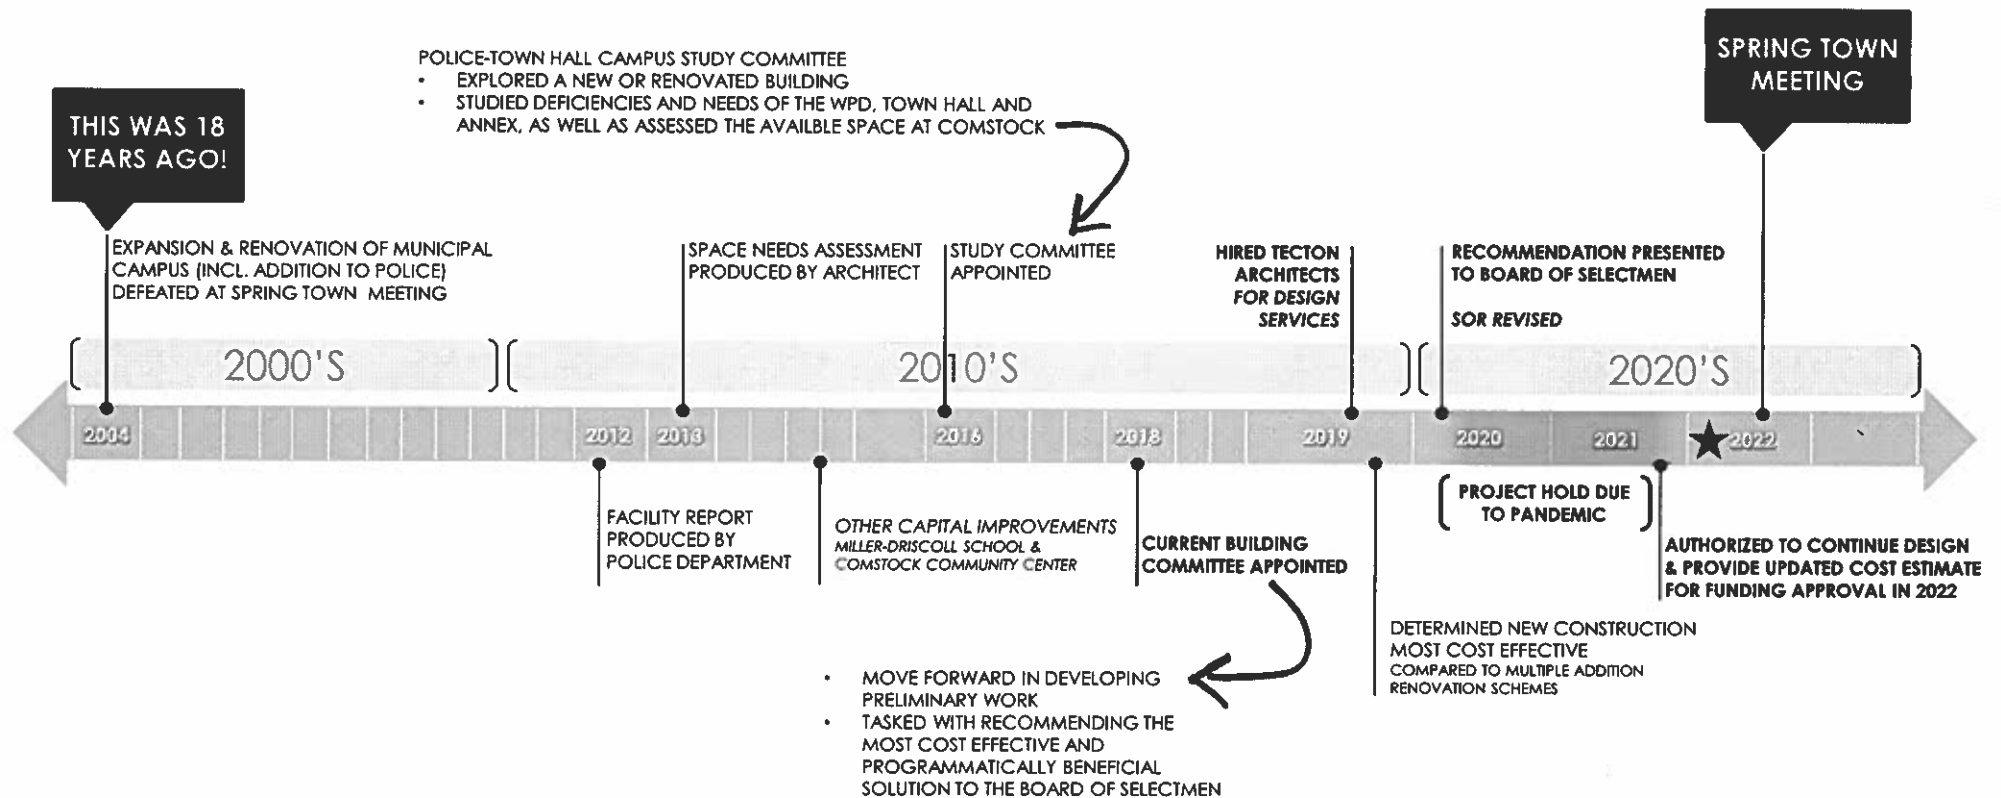 POLICE-TOWN HALL CAMPUS STUDY COMMITTEE
• EXPLORED A NEW OR RENOVATED BUILDING
• STUDIED DEFICIENCIES AND NEEDS OF THE WPD, TOWN HALL AND
ANNEX, AS WELL AS ASSESSED THE AVAILBLE SPACE AT COMSTOCK
SPRING TOWN
MEETING
THIS WAS 18
YEARS AGO!
EXPANSION & RENOVATION OF MUNICIPAL
CAMPUS (INCL. ADDITION TO POLICE)
DEFEATED AT SPRING TOWN MEETING
SPACE NEEDS ASSESSMENT
PRODUCED BY ARCHITECT
STUDY COMMITTEE
APPOINTED
HIRED TECTON
ARCHITECTS
FOR DESIGN
SERVICES
RECOMMENDATION PRESENTED
TO BOARD OF SELECTMEN
SOR REVISED
2000'S
2010'S
2020'S
2004
2012
2013
2016
2018
2019
2020
2021
2022
FACILITY REPORT
PRODUCED BY
POLICE DEPARTMENT
OTHER CAPITAL IMPROVEMENTS
MILLER-DRISCOLL SCHOOL &
COMSTOCK COMMUNITY CENTER
CURRENT BUILDING
COMMITTEE APPOINTED
PROJECT HOLD DUE
TO PANDEMIC
AUTHORIZED TO CONTINUE DESIGN
& PROVIDE UPDATED COST ESTIMATE
FOR FUNDING APPROVAL IN 2022
DETERMINED NEW CONSTRUCTION
MOST COST EFFECTIVE
COMPARED TO MULTIPLE ADDITION
RENOVATION SCHEMES
• MOVE FORWARD IN DEVELOPING
PRELIMINARY WORK
• TASKED WITH RECOMMENDING THE
MOST COST EFFECTIVE AND
PROGRAMMATICALLY BENEFICIAL
SOLUTION TO THE BOARD OF SELECTMEN